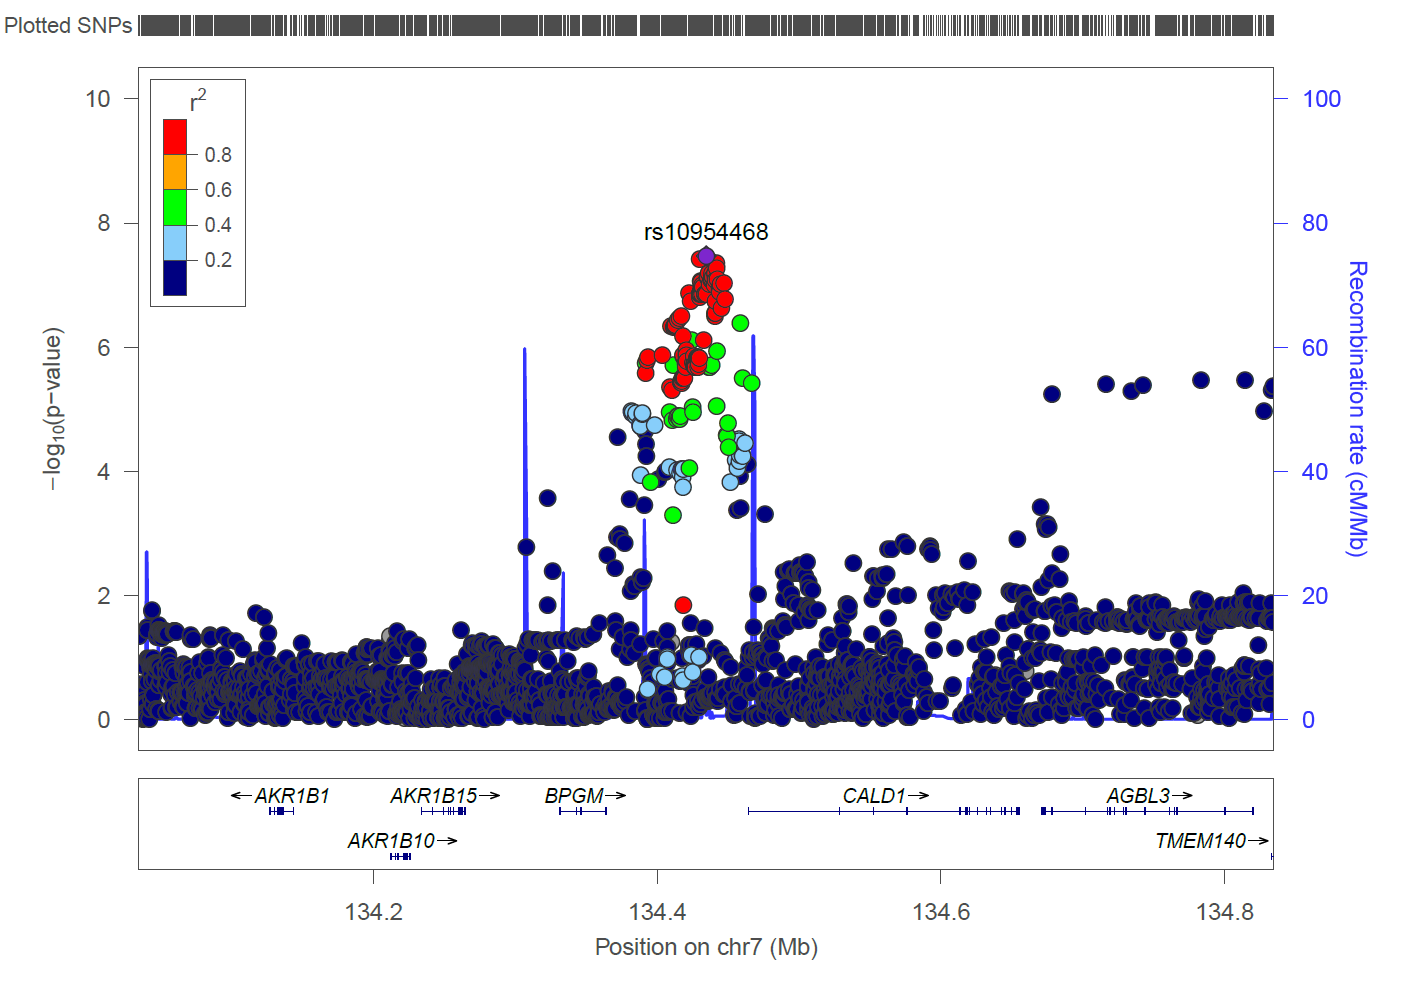 Plotted SNPs
r2
0.8
0.6
0.4
0.2
rs10954468
10
8
6
4
2
0
−log10(p−value)
100
80
60
40
20
0
Recombination rate (cM/Mb)
←AKR1B1
AKR1B15→
BPGM→
CALD1→
AGBL3→
AKR1B10→
TMEM140→
134.2
134.4
134.6
134.8
Position on chr7 (Mb)